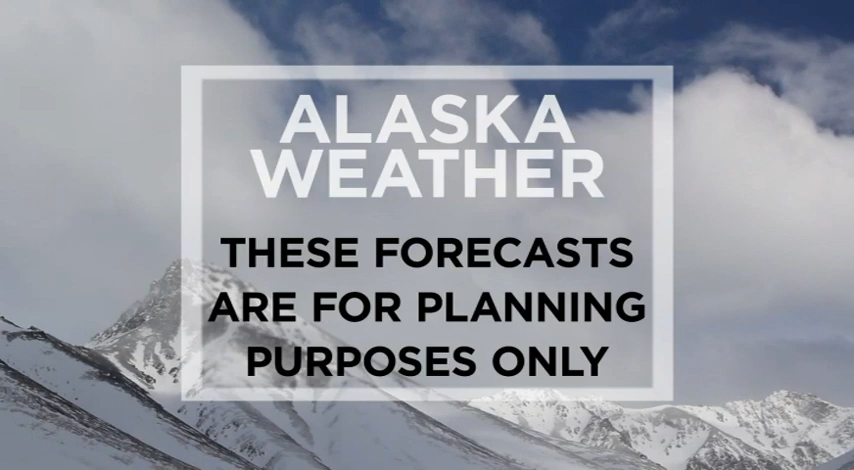 ALASKA
WEATHER
THESE FORECASTS
ARE FOR PLANNING
PURPOSES ONLY